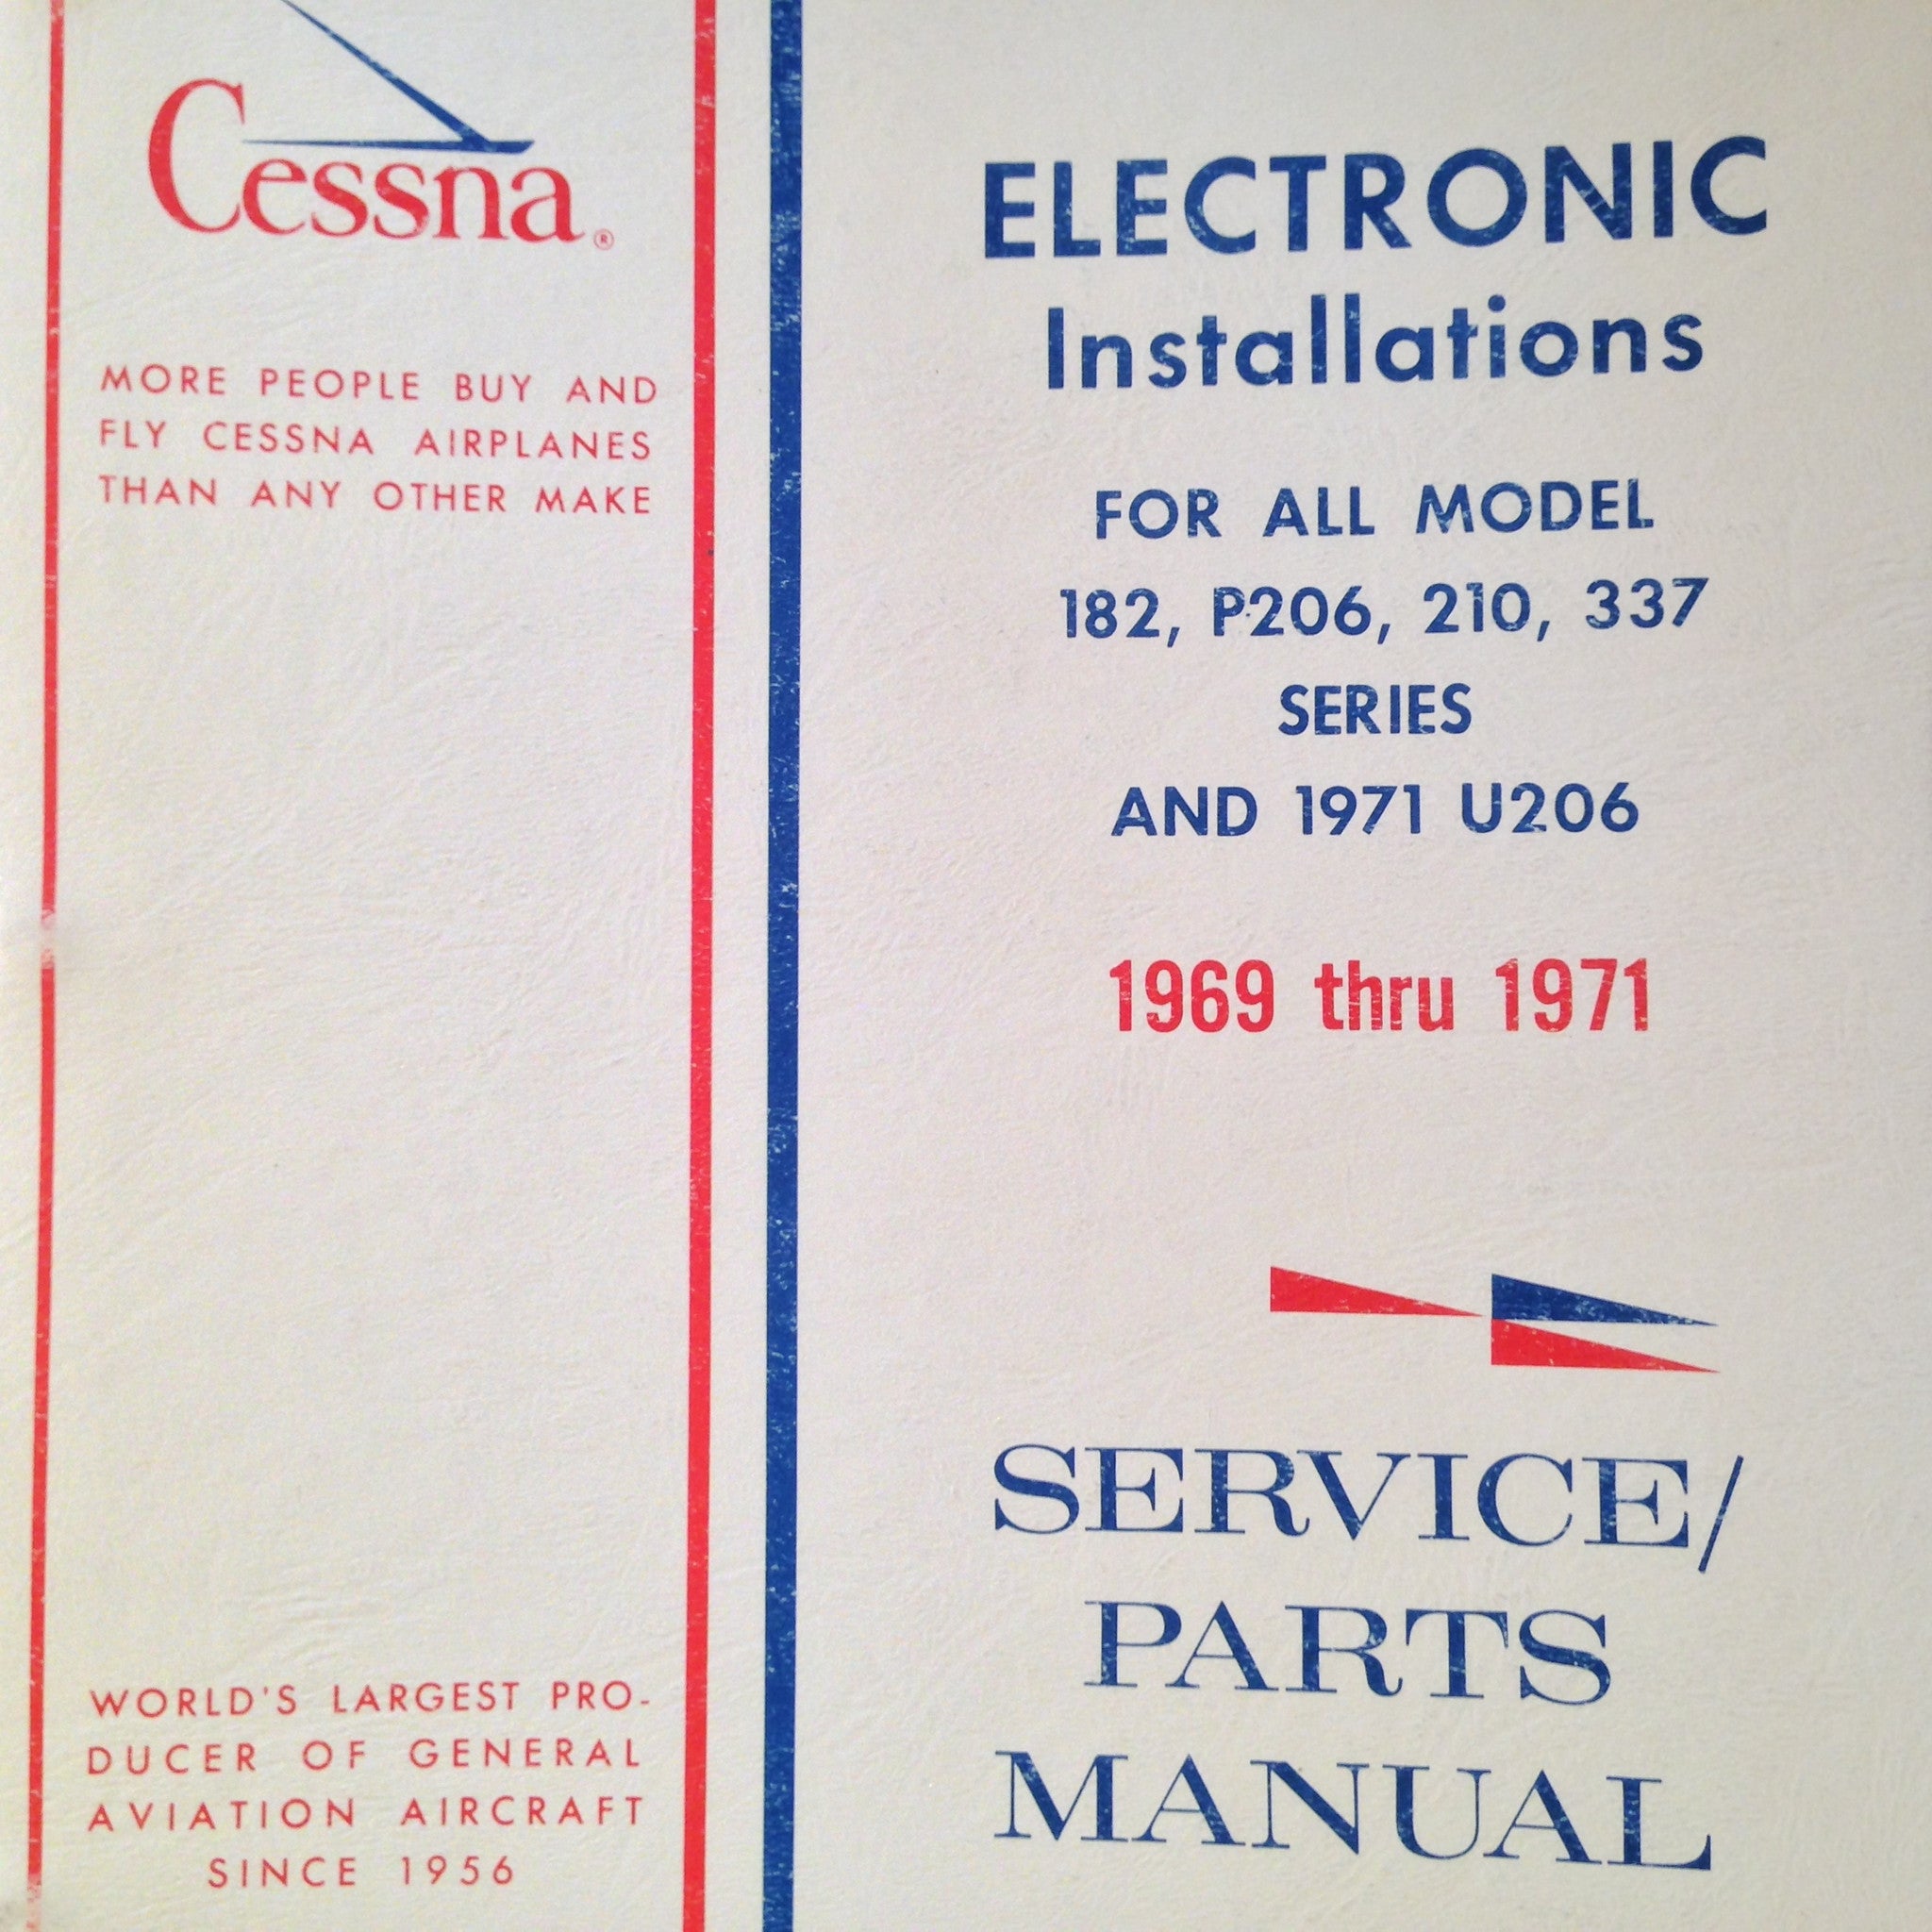 Cessna®
MORE PEOPLE BUY AND
FLY CESSNA AIRPLANES
THAN ANY OTHER MAKE
WORLD'S LARGEST PRO-
DUCER OF GENERAL
AVIATION AIRCRAFT
SINCE 1956
ELECTRONIC
Installations
FOR ALL MODEL
182, P206, 210, 337
SERIES
AND 1971 U206
1969 thru 1971
SERVICE/
PARTS
MANUAL